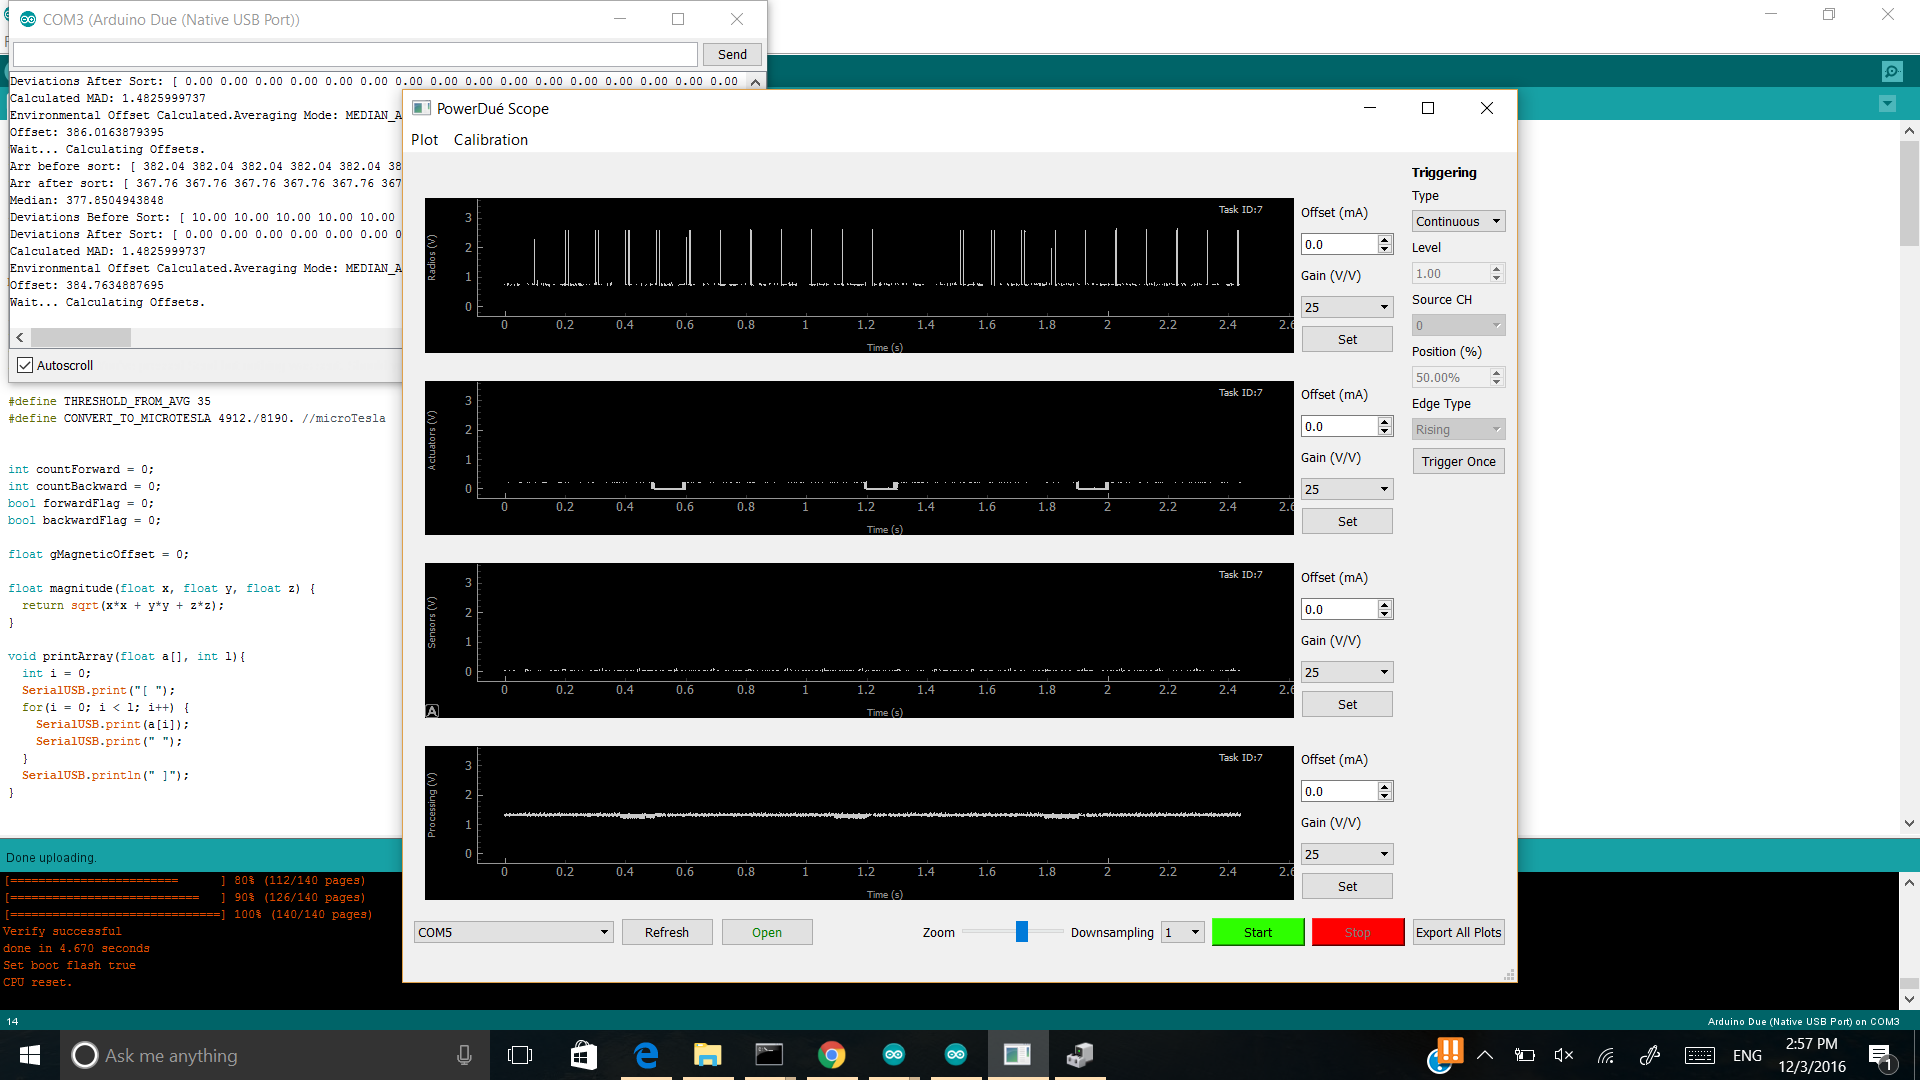 COM3 (Arduino Due (Native USB Port))
Send
Deviations After Sort: [ 0.00 0.00 0.00 0.00 0.00 0.00 0.00 0.00 0.00 0.00 0.00 0.00 0.00 0.00 0.00 0.00
Calculated MAD: 1.4825999737
Environmental Offset Calculated.Averaging Mode: MEDIAN_A
Offset: 386.0163879395
Wait... Calculating Offsets.
Arr before sort: [ 382.04 382.04 382.04 382.04 382.04 38
Arr after sort: [ 367.76 367.76 367.76 367.76 367.76 367
Median: 377.8504943848
Deviations Before Sort: [ 10.00 10.00 10.00 10.00 10.00
Deviations After Sort: [ 0.00 0.00 0.00 0.00 0.00 0.00 0
Calculated MAD: 1.4825999737
Environmental Offset Calculated.Averaging Mode: MEDIAN_A
Offset: 384.7634887695
Wait... Calculating Offsets.
Autoscroll
#define THRESHOLD_FROM_AVG 35
#define CONVERT_TO_MICROTESLA 4912./8190. //microTesla
int countForward = 0;
int countBackward = 0;
bool forwardFlag = 0;
bool backwardFlag = 0;
float gMagneticOffset = 0;
float magnitude(float x, float y, float z) {
return sqrt(x*x + y*y + z*z);
}
void printArray(float a[], int l){
int i = 0;
SerialUSB.print("[ ");
for(i = 0; i < l; i++) {
SerialUSB.print(a[i]);
SerialUSB.print(" ");
}
SerialUSB.println(" ]");
}
Done uploading.
[======================== ] 80% (112/140 pages)
[=========================== ] 90% (126/140 pages)
[==============================] 100% (140/140 pages)
Verify successful
done in 4.670 seconds
Set boot flash true
CPU reset.
14
Arduino Due (Native USB Port) on COM3
PowerDué Scope
Plot Calibration
Task ID:7
Radios (V)
3
2
1
0
0 0.2 0.4 0.6 0.8 1 1.2 1.4 1.6 1.8 2 2.2 2.4 2.6
Time (s)
Offset (mA)
0.0
Gain (V/V)
25
Set
Task ID:7
Actuators (V)
3
2
1
0
0 0.2 0.4 0.6 0.8 1 1.2 1.4 1.6 1.8 2 2.2 2.4 2.6
Time (s)
Offset (mA)
0.0
Gain (V/V)
25
Set
Task ID:7
Sensors (V)
3
2
1
0
0 0.2 0.4 0.6 0.8 1 1.2 1.4 1.6 1.8 2 2.2 2.4 2.6
Time (s)
A
Offset (mA)
0.0
Gain (V/V)
25
Set
Task ID:7
Processing (V)
3
2
1
0
0 0.2 0.4 0.6 0.8 1 1.2 1.4 1.6 1.8 2 2.2 2.4 2.6
Time (s)
Offset (mA)
0.0
Gain (V/V)
25
Set
Triggering
Type
Continuous
Level
1.00
Source CH
0
Position (%)
50.00%
Edge Type
Rising
Trigger Once
COM5
Refresh
Open
Zoom
Downsampling
1
Start
Stop
Export All Plots
Ask me anything
ENG
2:57 PM
12/3/2016
1